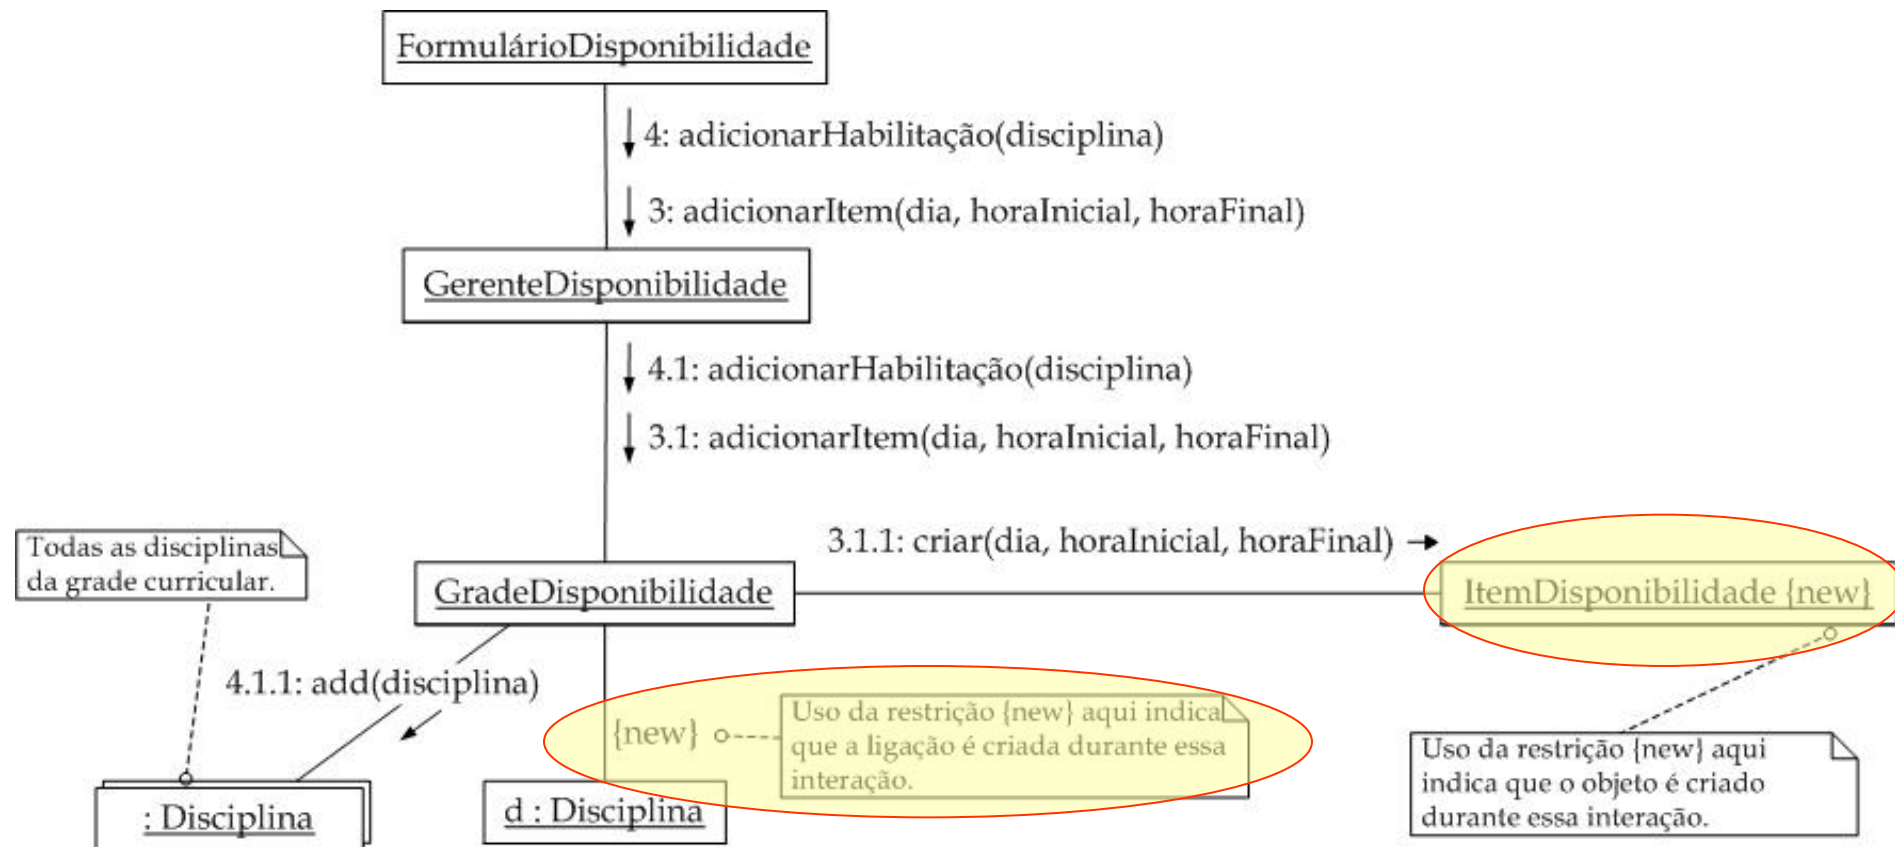 FormulárioDisponibilidade
4: adicionarHabilitação(disciplina)
3: adicionarItem(dia, horaInicial, horaFinal)
GerenteDisponibilidade
4.1: adicionarHabilitação(disciplina)
3.1: adicionarItem(dia, horaInicial, horaFinal)
Todas as disciplinas
da grade curricular.
3.1.1: criar(dia, horaInicial, horaFinal)
GradeDisponibilidade
ItemDisponibilidade {new}
4.1.1: add(disciplina)
{new}
Uso da restrição {new} aqui indica
que a ligação é criada durante essa
interação.
Uso da restrição {new} aqui
indica que o objeto é criado
durante essa interação.
: Disciplina
d : Disciplina